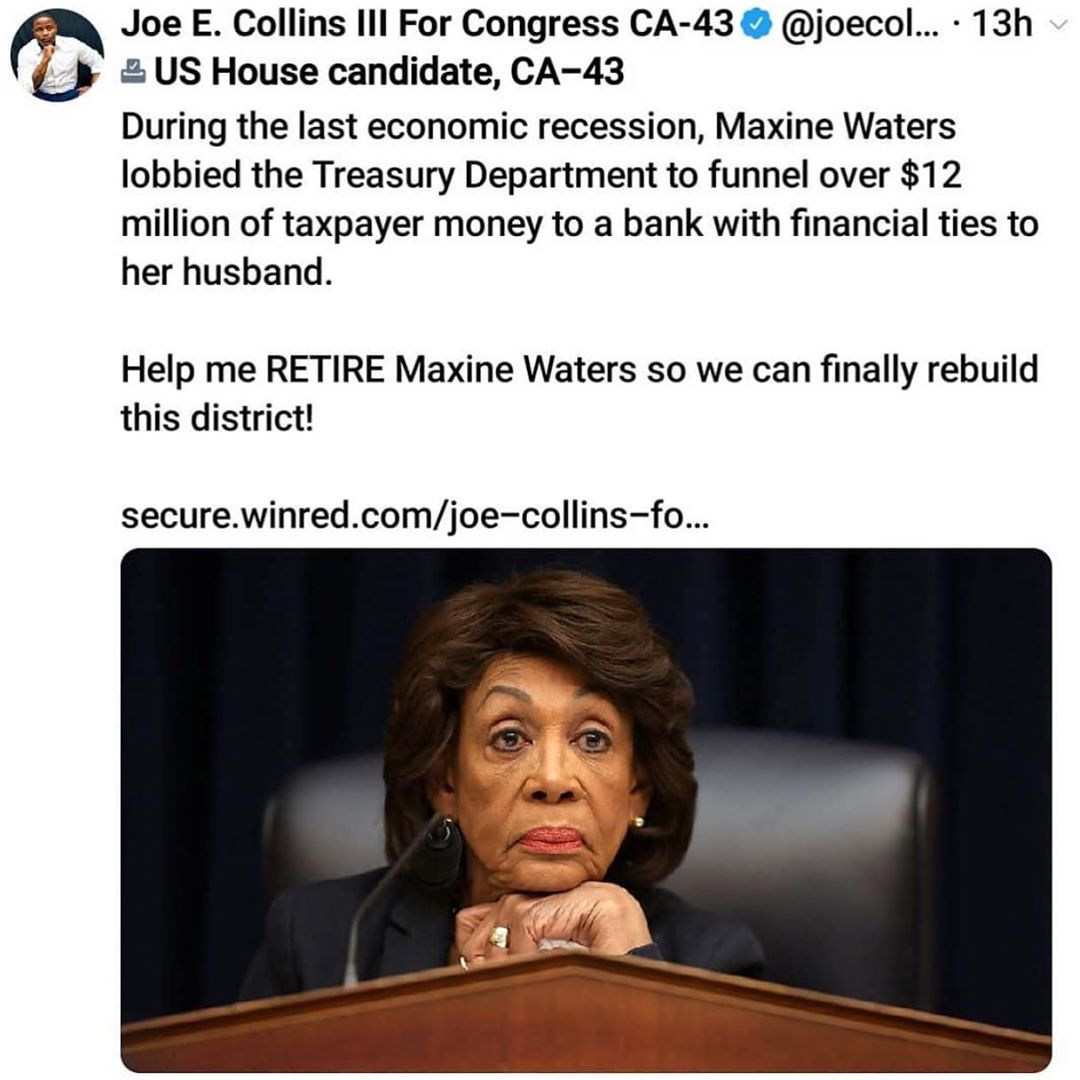 Joe E. Collins III For Congress CA-43 @joecol... · 13h
US House candidate, CA-43
During the last economic recession, Maxine Waters
lobbied the Treasury Department to funnel over $12
million of taxpayer money to a bank with financial ties to
her husband.
Help me RETIRE Maxine Waters so we can finally rebuild
this district!
secure.winred.com/joe-collins-fo...